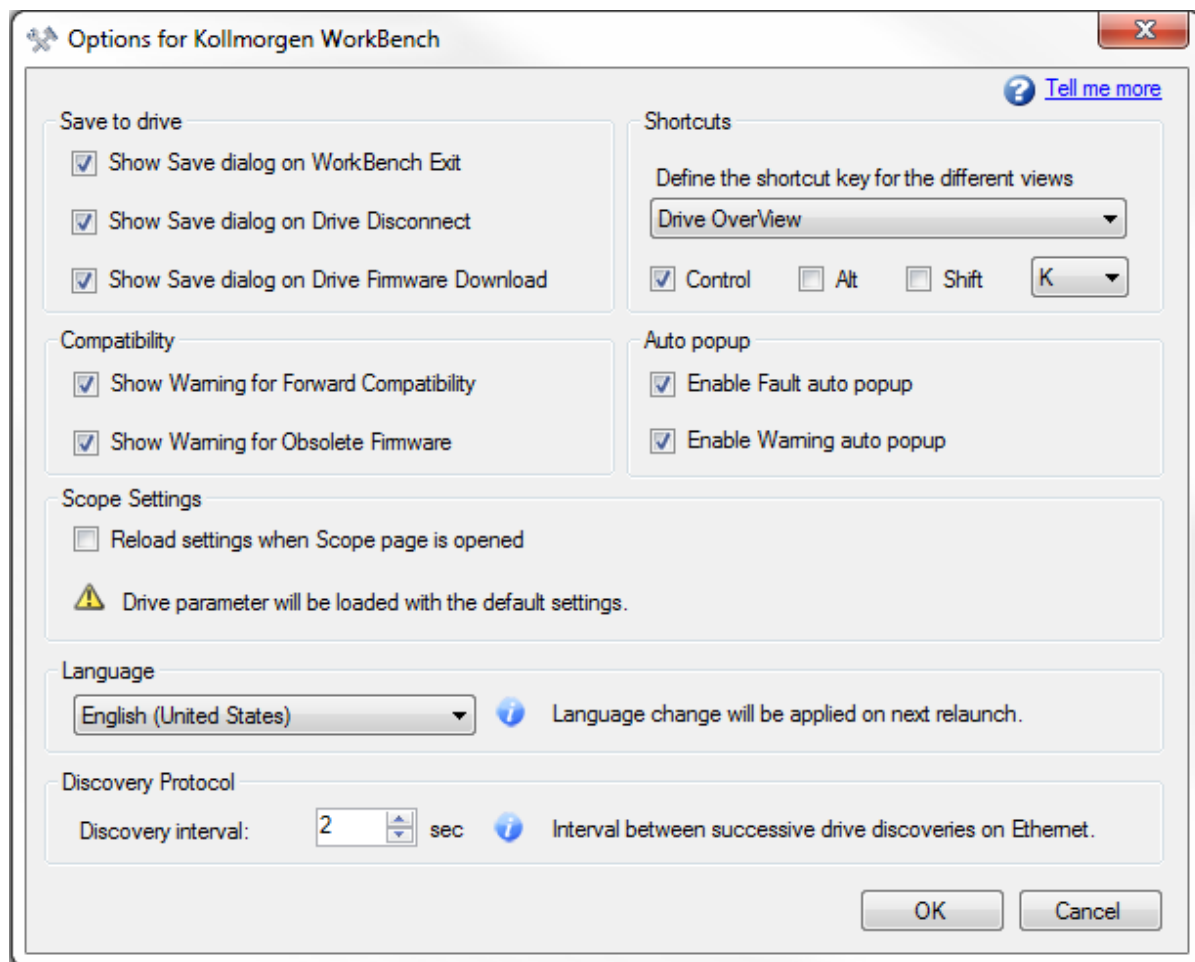 Options for Kollmorgen WorkBench
Tell me more
Save to drive
Show Save dialog on WorkBench Exit
Show Save dialog on Drive Disconnect
Show Save dialog on Drive Firmware Download
Shortcuts
Define the shortcut key for the different views
Drive OverView
Control Alt Shift K
Compatibility
Show Warning for Forward Compatibility
Show Warning for Obsolete Firmware
Auto popup
Enable Fault auto popup
Enable Warning auto popup
Scope Settings
Reload settings when Scope page is opened
Drive parameter will be loaded with the default settings.
Language
English (United States) Language change will be applied on next relaunch.
Discovery Protocol
Discovery interval: 2 sec Interval between successive drive discoveries on Ethernet.
OK Cancel